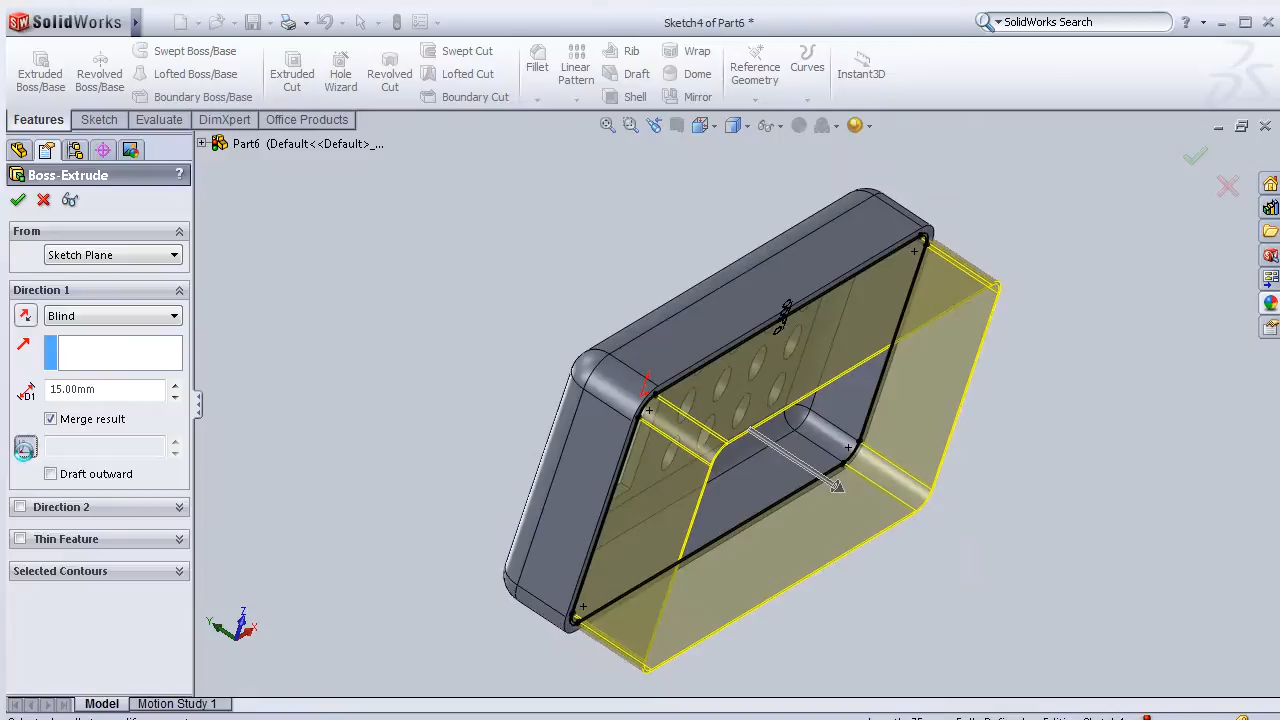 SolidWorks
Sketch4 of Part6 *
SolidWorks Search
?
Extruded Boss/Base
Revolved Boss/Base
Swept Boss/Base
Lofted Boss/Base
Boundary Boss/Base
Extruded Cut
Hole Wizard
Revolved Cut
Swept Cut
Lofted Cut
Boundary Cut
Fillet
Linear Pattern
Rib
Draft
Shell
Wrap
Dome
Mirror
Reference Geometry
Curves
Instant3D
Features
Sketch
Evaluate
DimXpert
Office Products
Part6 (Default<<Default>_...
Boss-Extrude
?
From
Sketch Plane
Direction 1
Blind
D1
15.00mm
Merge result
Draft outward
Direction 2
Thin Feature
Selected Contours
Z
Y
X
Model
Motion Study 1